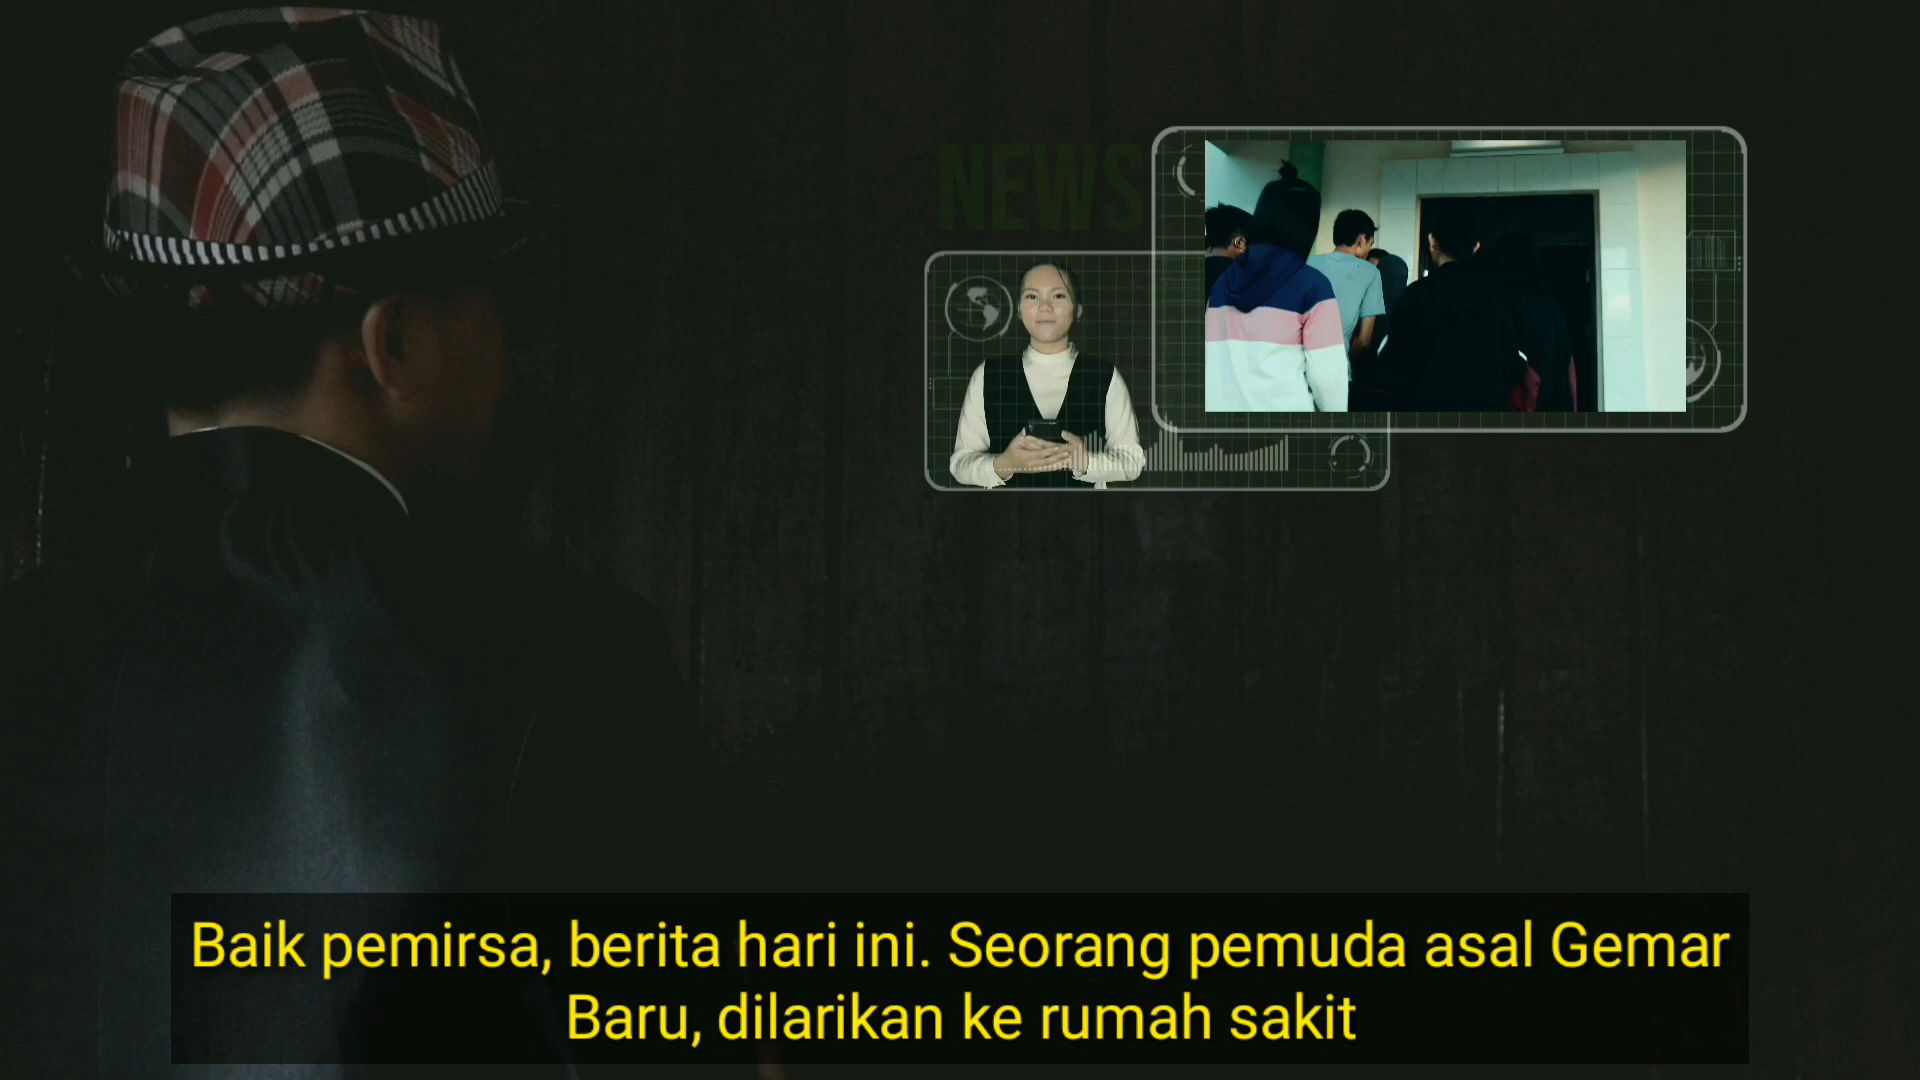 NEWS
Baik pemirsa, berita hari ini. Seorang pemuda asal Gemar
Baru, dilarikan ke rumah sakit